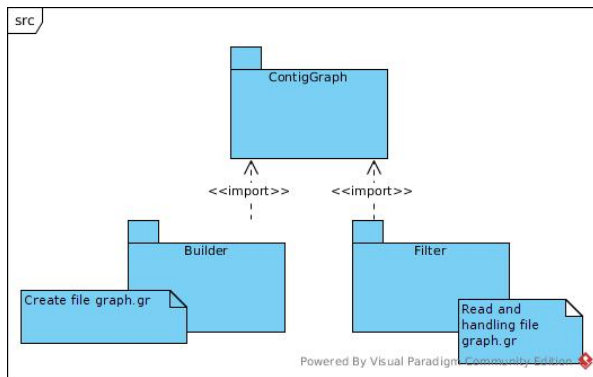 src
ContigGraph
<<import>>
<<import>>
Builder
Filter
Create file graph.gr
Read and
handling file
graph.gr
Powered By Visual Paradigm Community Edition